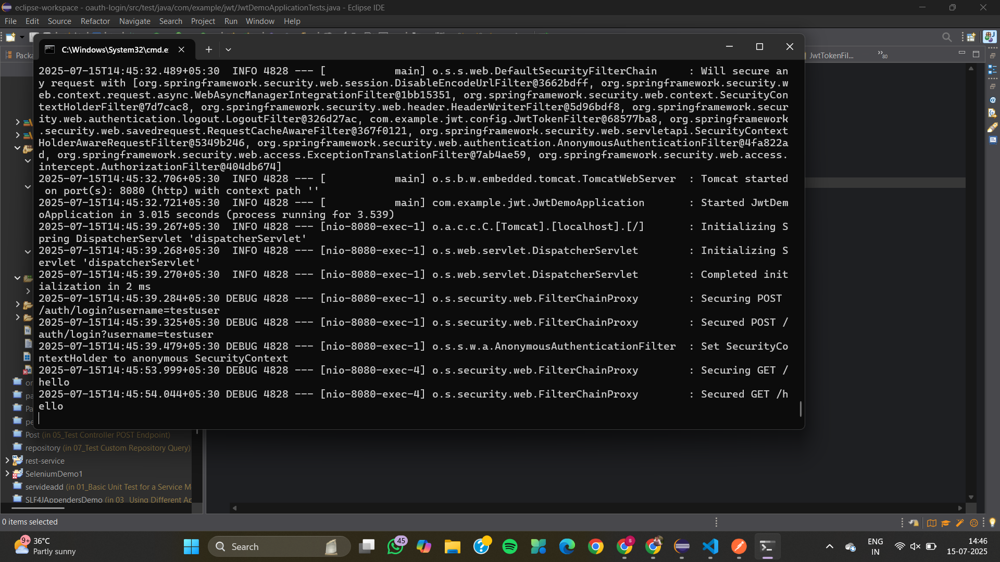 eclipse-workspace - oauth-login/src/test/java/com/example/jwt/JwtDemoApplicationTests.java - Eclipse IDE
File Edit Source Refactor Navigate Search Project Run Window Help
Packa
C:\Windows\System32\cmd.e
JwtTokenFil...
80
2025-07-15T14:45:32.489+05:30  INFO 4828 --- [           main] o.s.s.web.DefaultSecurityFilterChain     : Will secure an
y request with [org.springframework.security.web.session.DisableEncodeUrlFilter@3662bdff, org.springframework.security.w
eb.context.request.async.WebAsyncManagerIntegrationFilter@1bb15351, org.springframework.security.web.context.SecurityCon
textHolderFilter@7d7cac8, org.springframework.security.web.header.HeaderWriterFilter@5d96bdf8, org.springframework.secur
ity.web.authentication.logout.LogoutFilter@326d27ac, com.example.jwt.config.JwtTokenFilter@68577ba8, org.springframework
.security.web.savedrequest.RequestCacheAwareFilter@367f0121, org.springframework.security.web.servletapi.SecurityContext
HolderAwareRequestFilter@5349b246, org.springframework.security.web.authentication.AnonymousAuthenticationFilter@4fa822a
d, org.springframework.security.web.access.ExceptionTranslationFilter@7ab4ae59, org.springframework.security.web.access.
intercept.AuthorizationFilter@404db674]
2025-07-15T14:45:32.706+05:30  INFO 4828 --- [           main] o.s.b.w.embedded.tomcat.TomcatWebServer  : Tomcat started
 on port(s): 8080 (http) with context path ''
2025-07-15T14:45:32.721+05:30  INFO 4828 --- [           main] com.example.jwt.JwtDemoApplication       : Started JwtDem
oApplication in 3.015 seconds (process running for 3.539)
2025-07-15T14:45:39.267+05:30  INFO 4828 --- [nio-8080-exec-1] o.a.c.c.C.[Tomcat].[localhost].[/]       : Initializing S
pring DispatcherServlet 'dispatcherServlet'
2025-07-15T14:45:39.268+05:30  INFO 4828 --- [nio-8080-exec-1] o.s.web.servlet.DispatcherServlet        : Initializing S
ervlet 'dispatcherServlet'
2025-07-15T14:45:39.270+05:30  INFO 4828 --- [nio-8080-exec-1] o.s.web.servlet.DispatcherServlet        : Completed init
ialization in 2 ms
2025-07-15T14:45:39.284+05:30 DEBUG 4828 --- [nio-8080-exec-1] o.s.security.web.FilterChainProxy        : Securing POST
/auth/login?username=testuser
2025-07-15T14:45:39.325+05:30 DEBUG 4828 --- [nio-8080-exec-1] o.s.security.web.FilterChainProxy        : Secured POST /
auth/login?username=testuser
2025-07-15T14:45:39.479+05:30 DEBUG 4828 --- [nio-8080-exec-1] o.s.s.w.a.AnonymousAuthenticationFilter  : Set SecurityCo
ntextHolder to anonymous SecurityContext
2025-07-15T14:45:53.999+05:30 DEBUG 4828 --- [nio-8080-exec-4] o.s.security.web.FilterChainProxy        : Securing GET /
hello
2025-07-15T14:45:54.044+05:30 DEBUG 4828 --- [nio-8080-exec-4] o.s.security.web.FilterChainProxy        : Secured GET /h
ello
or
pa
Pa
pe
Post (in 05_Test Controller POST Endpoint)
repository (in 07_Test Custom Repository Query)
rest-service
SeleniumDemo1
servideadd (in 01_Basic Unit Test for a Service M
SLF4JAppendersDemo (in 03_ Using Different Ap
0 items selected
9+
36°C
Partly sunny
Search
45
ENG
IN
14:46
15-07-2025